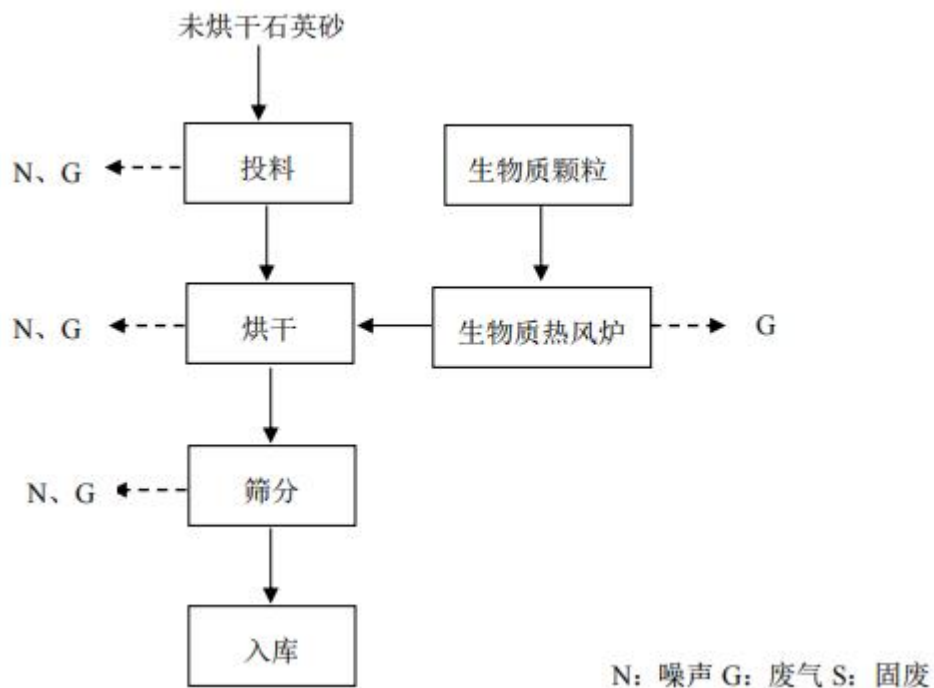 未烘干石英砂
N、G
投料
生物质颗粒
N、G
烘干
生物质热风炉
G
N、G
筛分
入库
N：噪声 G：废气 S：固废